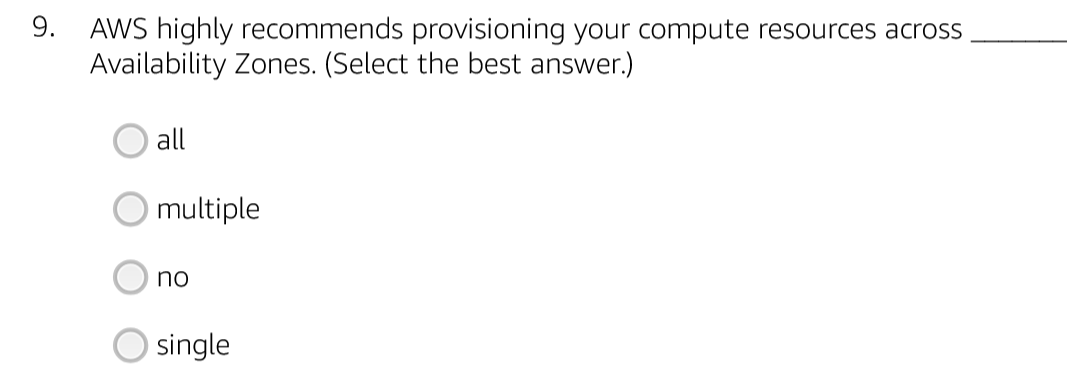 9. AWS highly recommends provisioning your compute resources across ________
Availability Zones. (Select the best answer.)
all
multiple
no
single